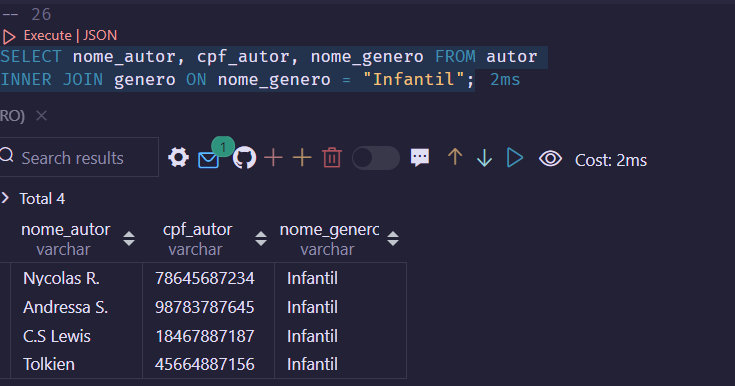 -- 26
Execute | JSON
SELECT nome_autor, cpf_autor, nome_genero FROM autor
INNER JOIN genero ON nome_genero = "Infantil"; 2ms
RO)
Search results 1 Cost: 2ms
Total 4
nome_autor cpf_autor nome_genero
varchar varchar varchar
Nycolas R. 78645687234 Infantil
Andressa S. 98783787645 Infantil
C.S Lewis 18467887187 Infantil
Tolkien 45664887156 Infantil